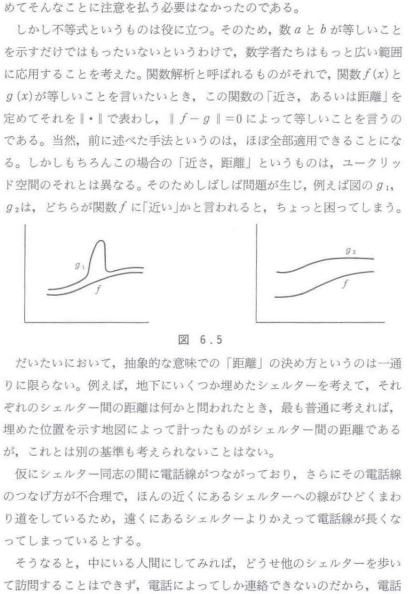 めてそんなことに注意を払う必要はなかったのである。
しかし不等式というものは役に立つ。そのため，数 a と b が等しいこと
を示すだけではもったいないというわけで，数学者たちはもっと広い範囲
に応用することを考えた。関数解析と呼ばれるものがそれで，関数 f(x) と
g(x) が等しいことを言いたいとき，この関数の「近さ，あるいは距離」を
定めてそれを ‖・‖ で表わし，‖ f－g ‖＝0 によって等しいことを言うの
である。当然，前に述べた手法というのは，ほぼ全部適用できることにな
る。しかしもちろんこの場合の「近さ，距離」というものは，ユークリッ
ド空間のそれとは異なる。そのためしばしば問題が生じ，例えば図の g₁，
g₂は，どちらが関数 f に「近い」かと言われると，ちょっと困ってしまう。
g₁
f
g₂
f
図 6.5
だいたいにおいて，抽象的な意味での「距離」の決め方というのは一通
りに限らない。例えば，地下にいくつか埋めたシェルターを考えて，それ
ぞれのシェルター間の距離は何かと問われたとき，最も普通に考えれば，
埋めた位置を示す地図によって計ったものがシェルター間の距離である
が，これとは別の基準も考えられないことはない。
仮にシェルター同志の間に電話線がつながっており，さらにその電話線
のつなげ方が不合理で，ほんの近くにあるシェルターへの線がひどくまわ
り道をしているため，遠くにあるシェルターよりかえって電話線が長くな
ってしまっているとする。
そうなると，中にいる人間にしてみれば，どうせ他のシェルターを歩い
て訪問することはできず，電話によってしか連絡できないのだから，電話